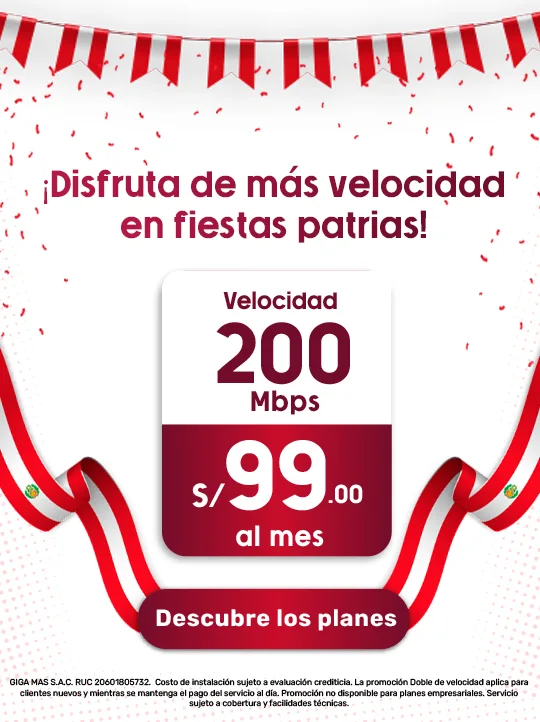 ¡Disfruta de más velocidad
en fiestas patrias!
Velocidad
200
Mbps
S/99.00
al mes
Descubre los planes
GIGA MAS S.A.C. RUC 20601805732. Costo de instalación sujeto a evaluación crediticia. La promoción Doble de velocidad aplica para
clientes nuevos y mientras se mantenga el pago del servicio al día. Promoción no disponible para planes empresariales. Servicio
sujeto a cobertura y facilidades técnicas.